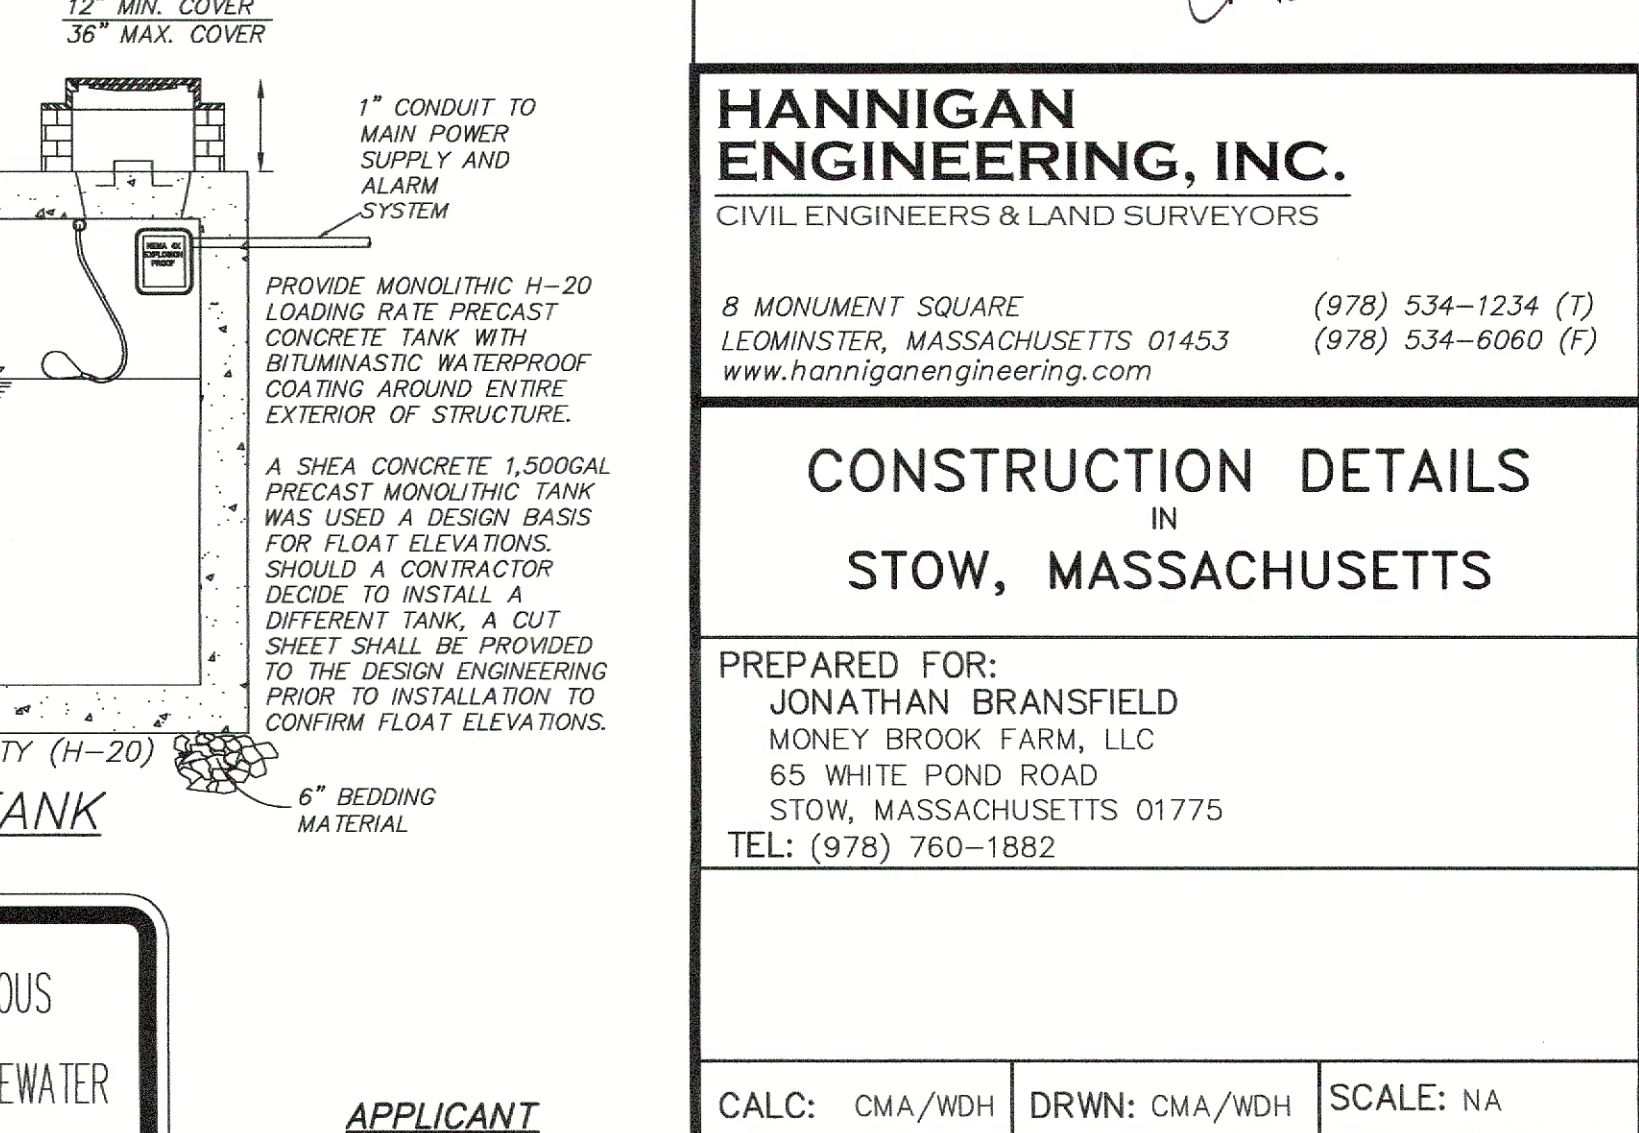 12" MIN. COVER
36" MAX. COVER
1" CONDUIT TO
MAIN POWER
SUPPLY AND
ALARM
SYSTEM
NEMA 4X
EXPLOSION
PROOF
PROVIDE MONOLITHIC H-20
LOADING RATE PRECAST
CONCRETE TANK WITH
BITUMINASTIC WATERPROOF
COATING AROUND ENTIRE
EXTERIOR OF STRUCTURE.
A SHEA CONCRETE 1,500GAL
PRECAST MONOLITHIC TANK
WAS USED A DESIGN BASIS
FOR FLOAT ELEVATIONS.
SHOULD A CONTRACTOR
DECIDE TO INSTALL A
DIFFERENT TANK, A CUT
SHEET SHALL BE PROVIDED
TO THE DESIGN ENGINEERING
PRIOR TO INSTALLATION TO
CONFIRM FLOAT ELEVATIONS.
TY (H-20)
6" BEDDING
MATERIAL
ANK
OUS
EWATER
APPLICANT
HANNIGAN
ENGINEERING, INC.
CIVIL ENGINEERS & LAND SURVEYORS
8 MONUMENT SQUARE (978) 534-1234 (T)
LEOMINSTER, MASSACHUSETTS 01453 (978) 534-6060 (F)
www.hanniganengineering.com
CONSTRUCTION DETAILS
IN
STOW, MASSACHUSETTS
PREPARED FOR:
JONATHAN BRANSFIELD
MONEY BROOK FARM, LLC
65 WHITE POND ROAD
STOW, MASSACHUSETTS 01775
TEL: (978) 760-1882
CALC: CMA/WDH DRWN: CMA/WDH SCALE: NA